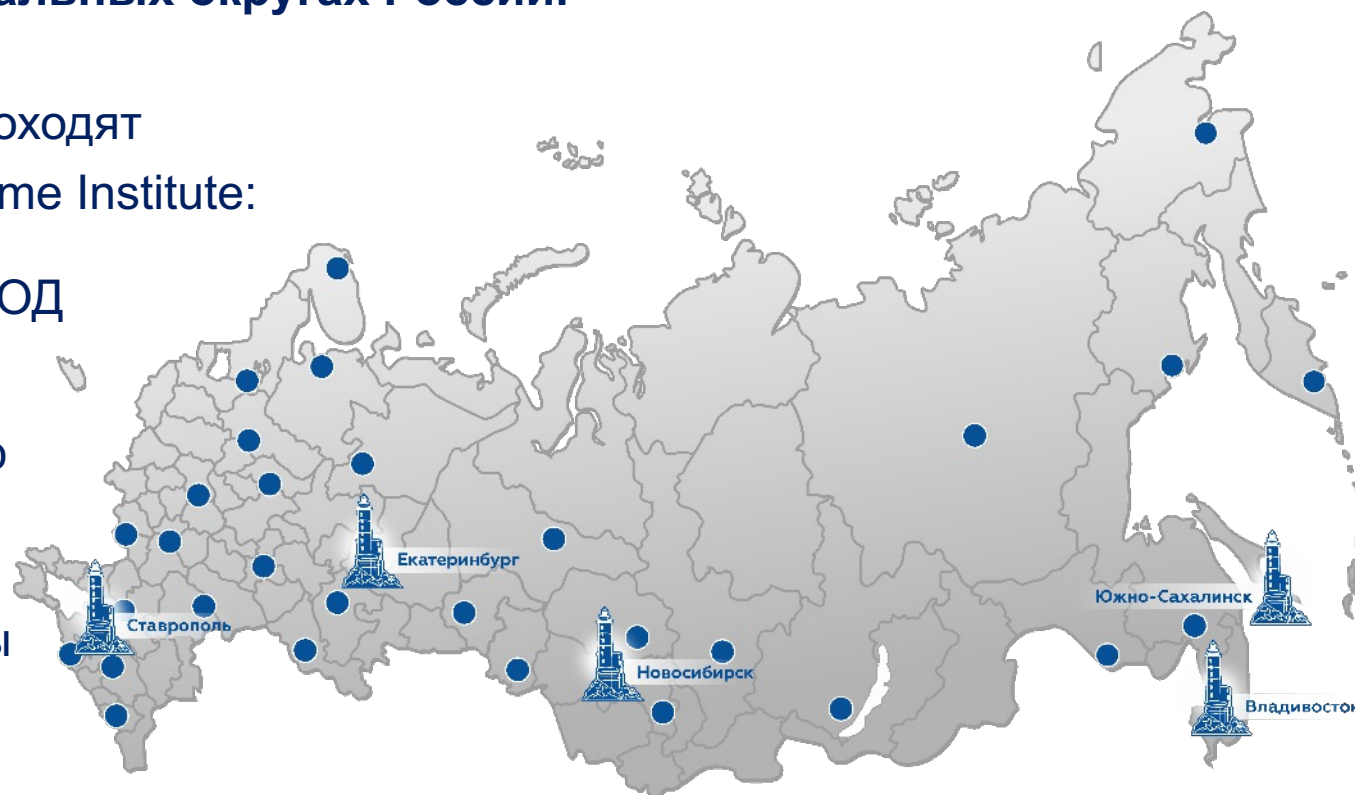 альных округах России.
оходят
me Institute:
ОД
о
Екатеринбург
Южно-Сахалинск
Ставрополь
ы
Новосибирск
Владивосток